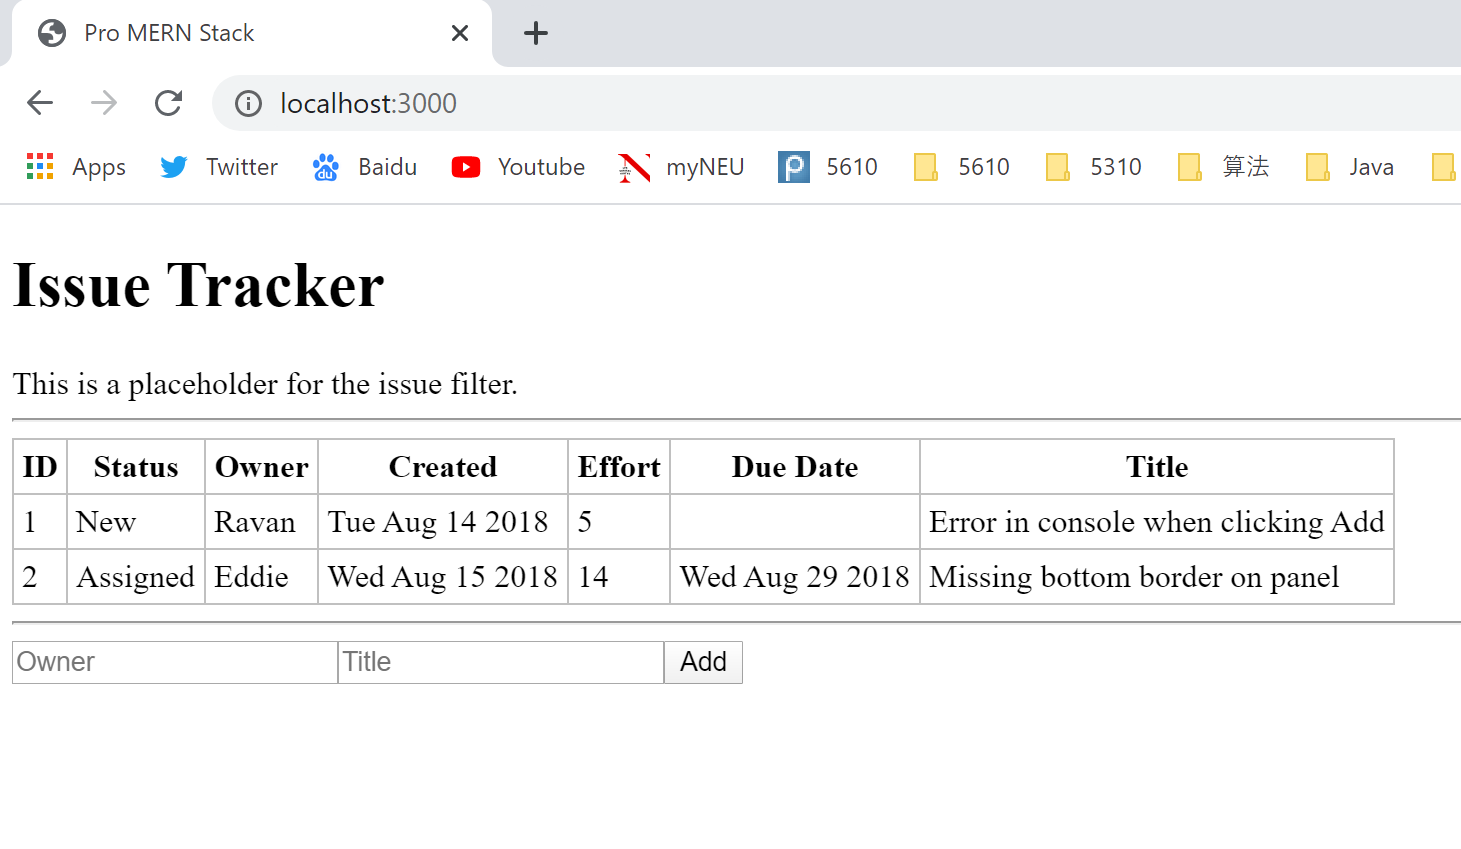 Pro MERN Stack
localhost:3000
Apps Twitter du Baidu Youtube myNEU P 5610 5610 5310 算法 Java
Issue Tracker
This is a placeholder for the issue filter.
ID Status Owner Created Effort Due Date Title
1 New Ravan Tue Aug 14 2018 5 Error in console when clicking Add
2 Assigned Eddie Wed Aug 15 2018 14 Wed Aug 29 2018 Missing bottom border on panel
Owner Title Add